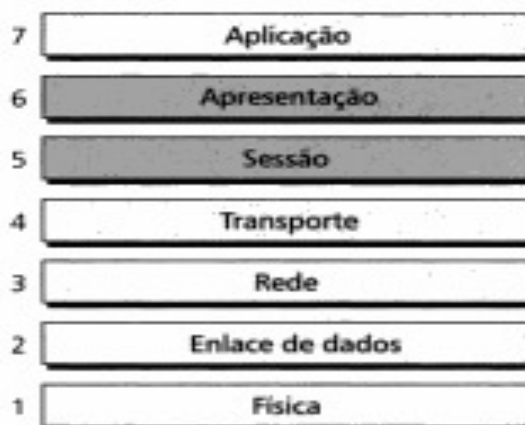 7 Aplicação
6 Apresentação
5 Sessão
4 Transporte
3 Rede
2 Enlace de dados
1 Física